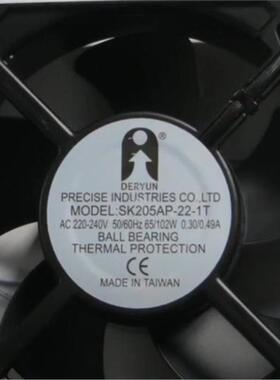 DERYUN
PRECISE INDUSTRIES CO.,LTD
MODEL:SK205AP-22-1T
AC 220-240V 50/60Hz 65/102W 0,30/0,49A
BALL BEARING
THERMAL PROTECTION
CE
MADE IN TAIWAN